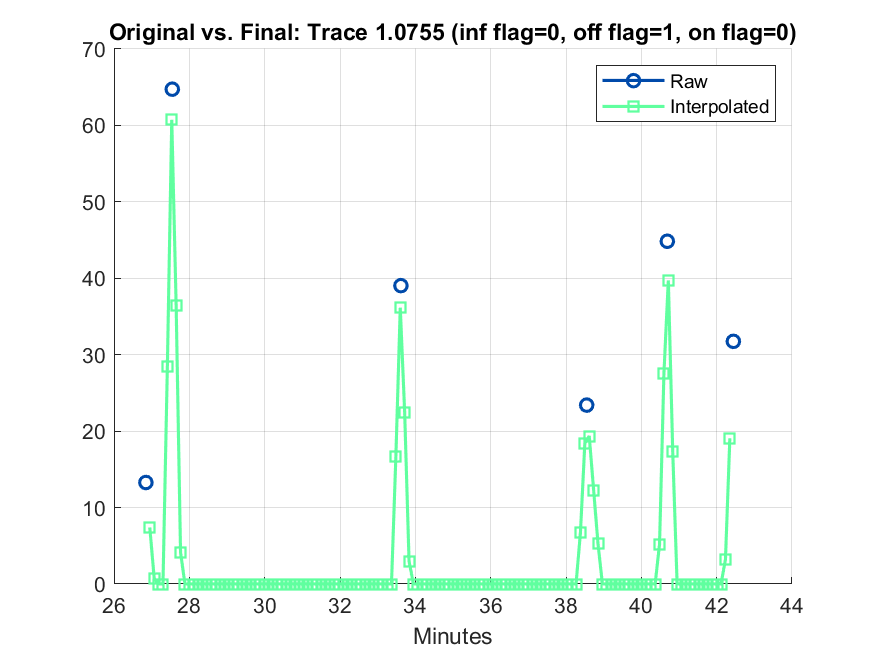 Original vs. Final: Trace 1.0755 (inf flag=0, off flag=1, on flag=0)
70
60
50
40
30
20
10
0
Raw
Interpolated
26 28 30 32 34 36 38 40 42 44
Minutes